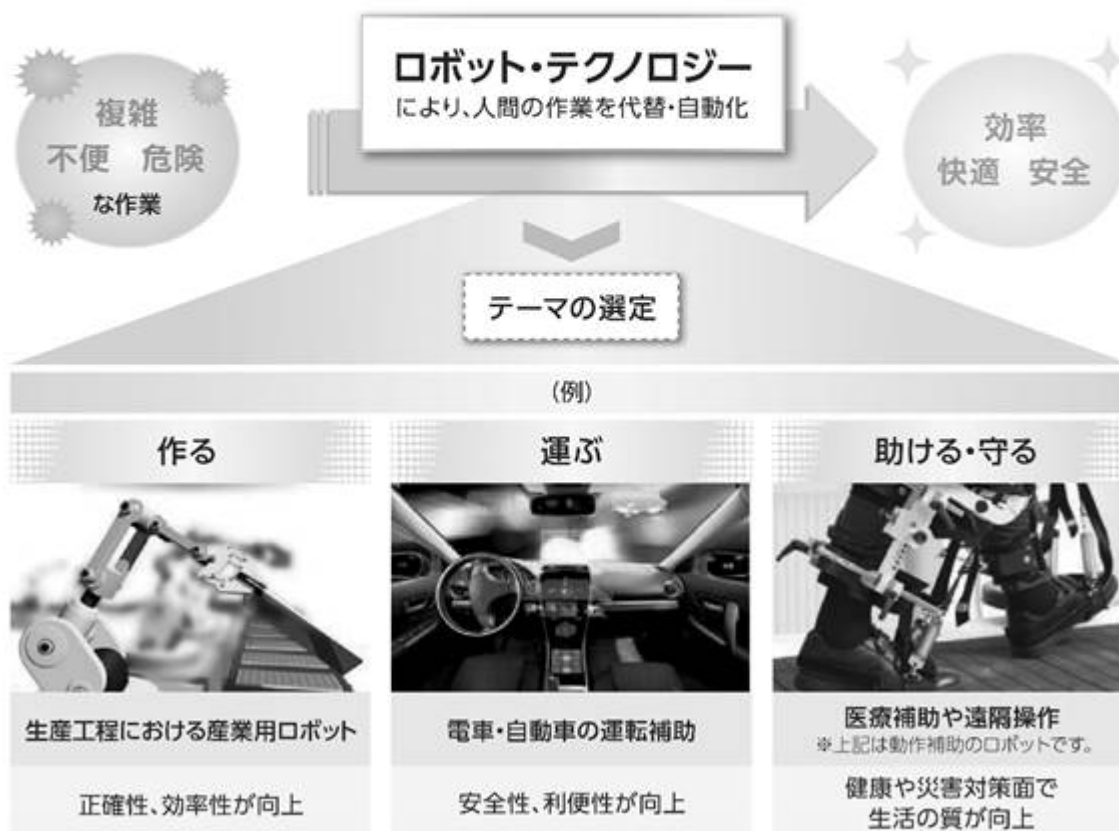 ロボット・テクノロジー
により、人間の作業を代替・自動化
複雑
不便 危険
な作業
効率
快適 安全
テーマの選定
(例)
作る
運ぶ
助ける・守る
生産工程における産業用ロボット
電車・自動車の運転補助
医療補助や遠隔操作
※上記は動作補助のロボットです。
正確性、効率性が向上
安全性、利便性が向上
健康や災害対策面で
生活の質が向上